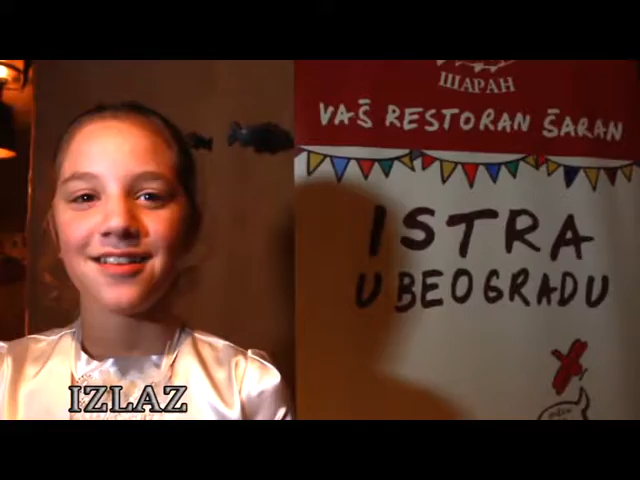 ШАРАН
VAŠ RESTORAN ŠARAN
ISTRA
U BEOGRADU
IZLAZ